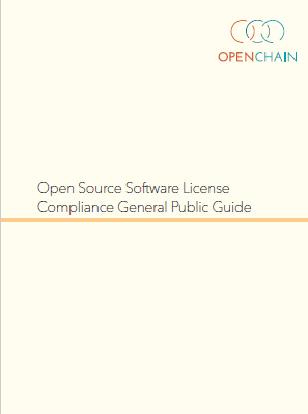 OPENCHAIN
Open Source Software License
Compliance General Public Guide